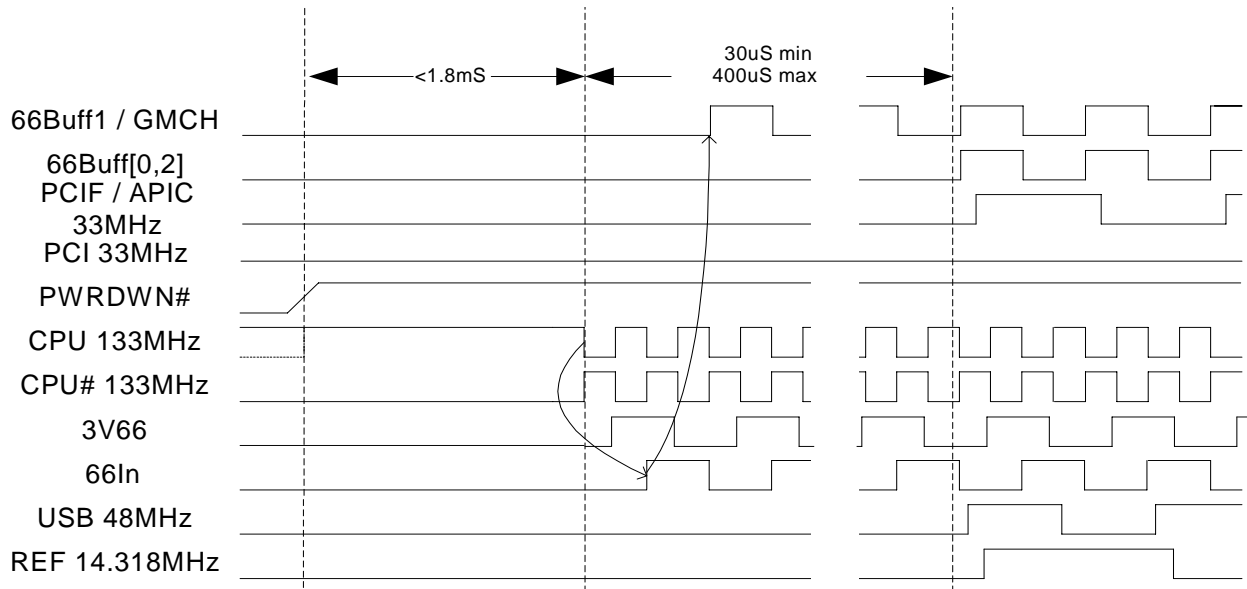 <1.8mS
30uS min
400uS max
66Buff1 / GMCH
66Buff[0,2]
PCIF / APIC
33MHz
PCI 33MHz
PWRDWN#
CPU 133MHz
CPU# 133MHz
3V66
66In
USB 48MHz
REF 14.318MHz